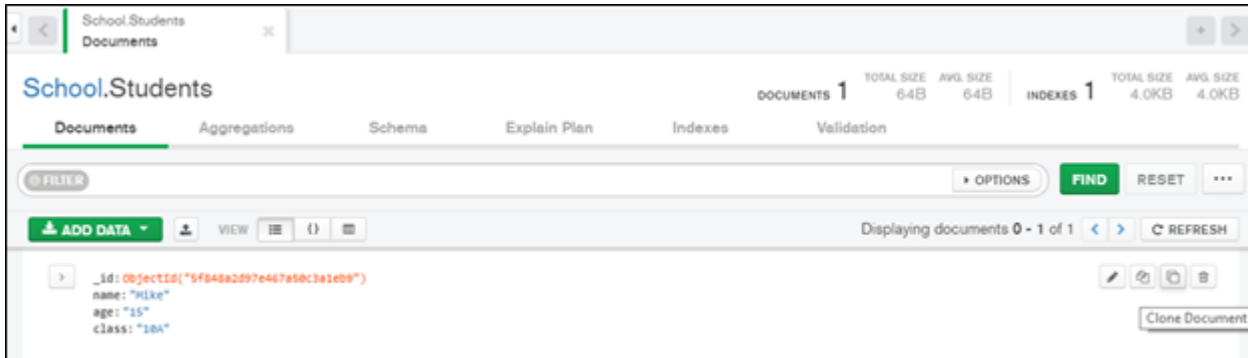 School.Students
Documents
School.Students
DOCUMENTS 1 TOTAL SIZE 64B AVG. SIZE 64B INDEXES 1 TOTAL SIZE 4.0KB AVG. SIZE 4.0KB
Documents Aggregations Schema Explain Plan Indexes Validation
FILTER OPTIONS FIND RESET ...
ADD DATA VIEW {} Displaying documents 0 - 1 of 1 < > REFRESH
_id: ObjectId("5f848a2d97e467a50c3a1eb9")
name: "Mike"
age: "15"
class: "10A"
Clone Document